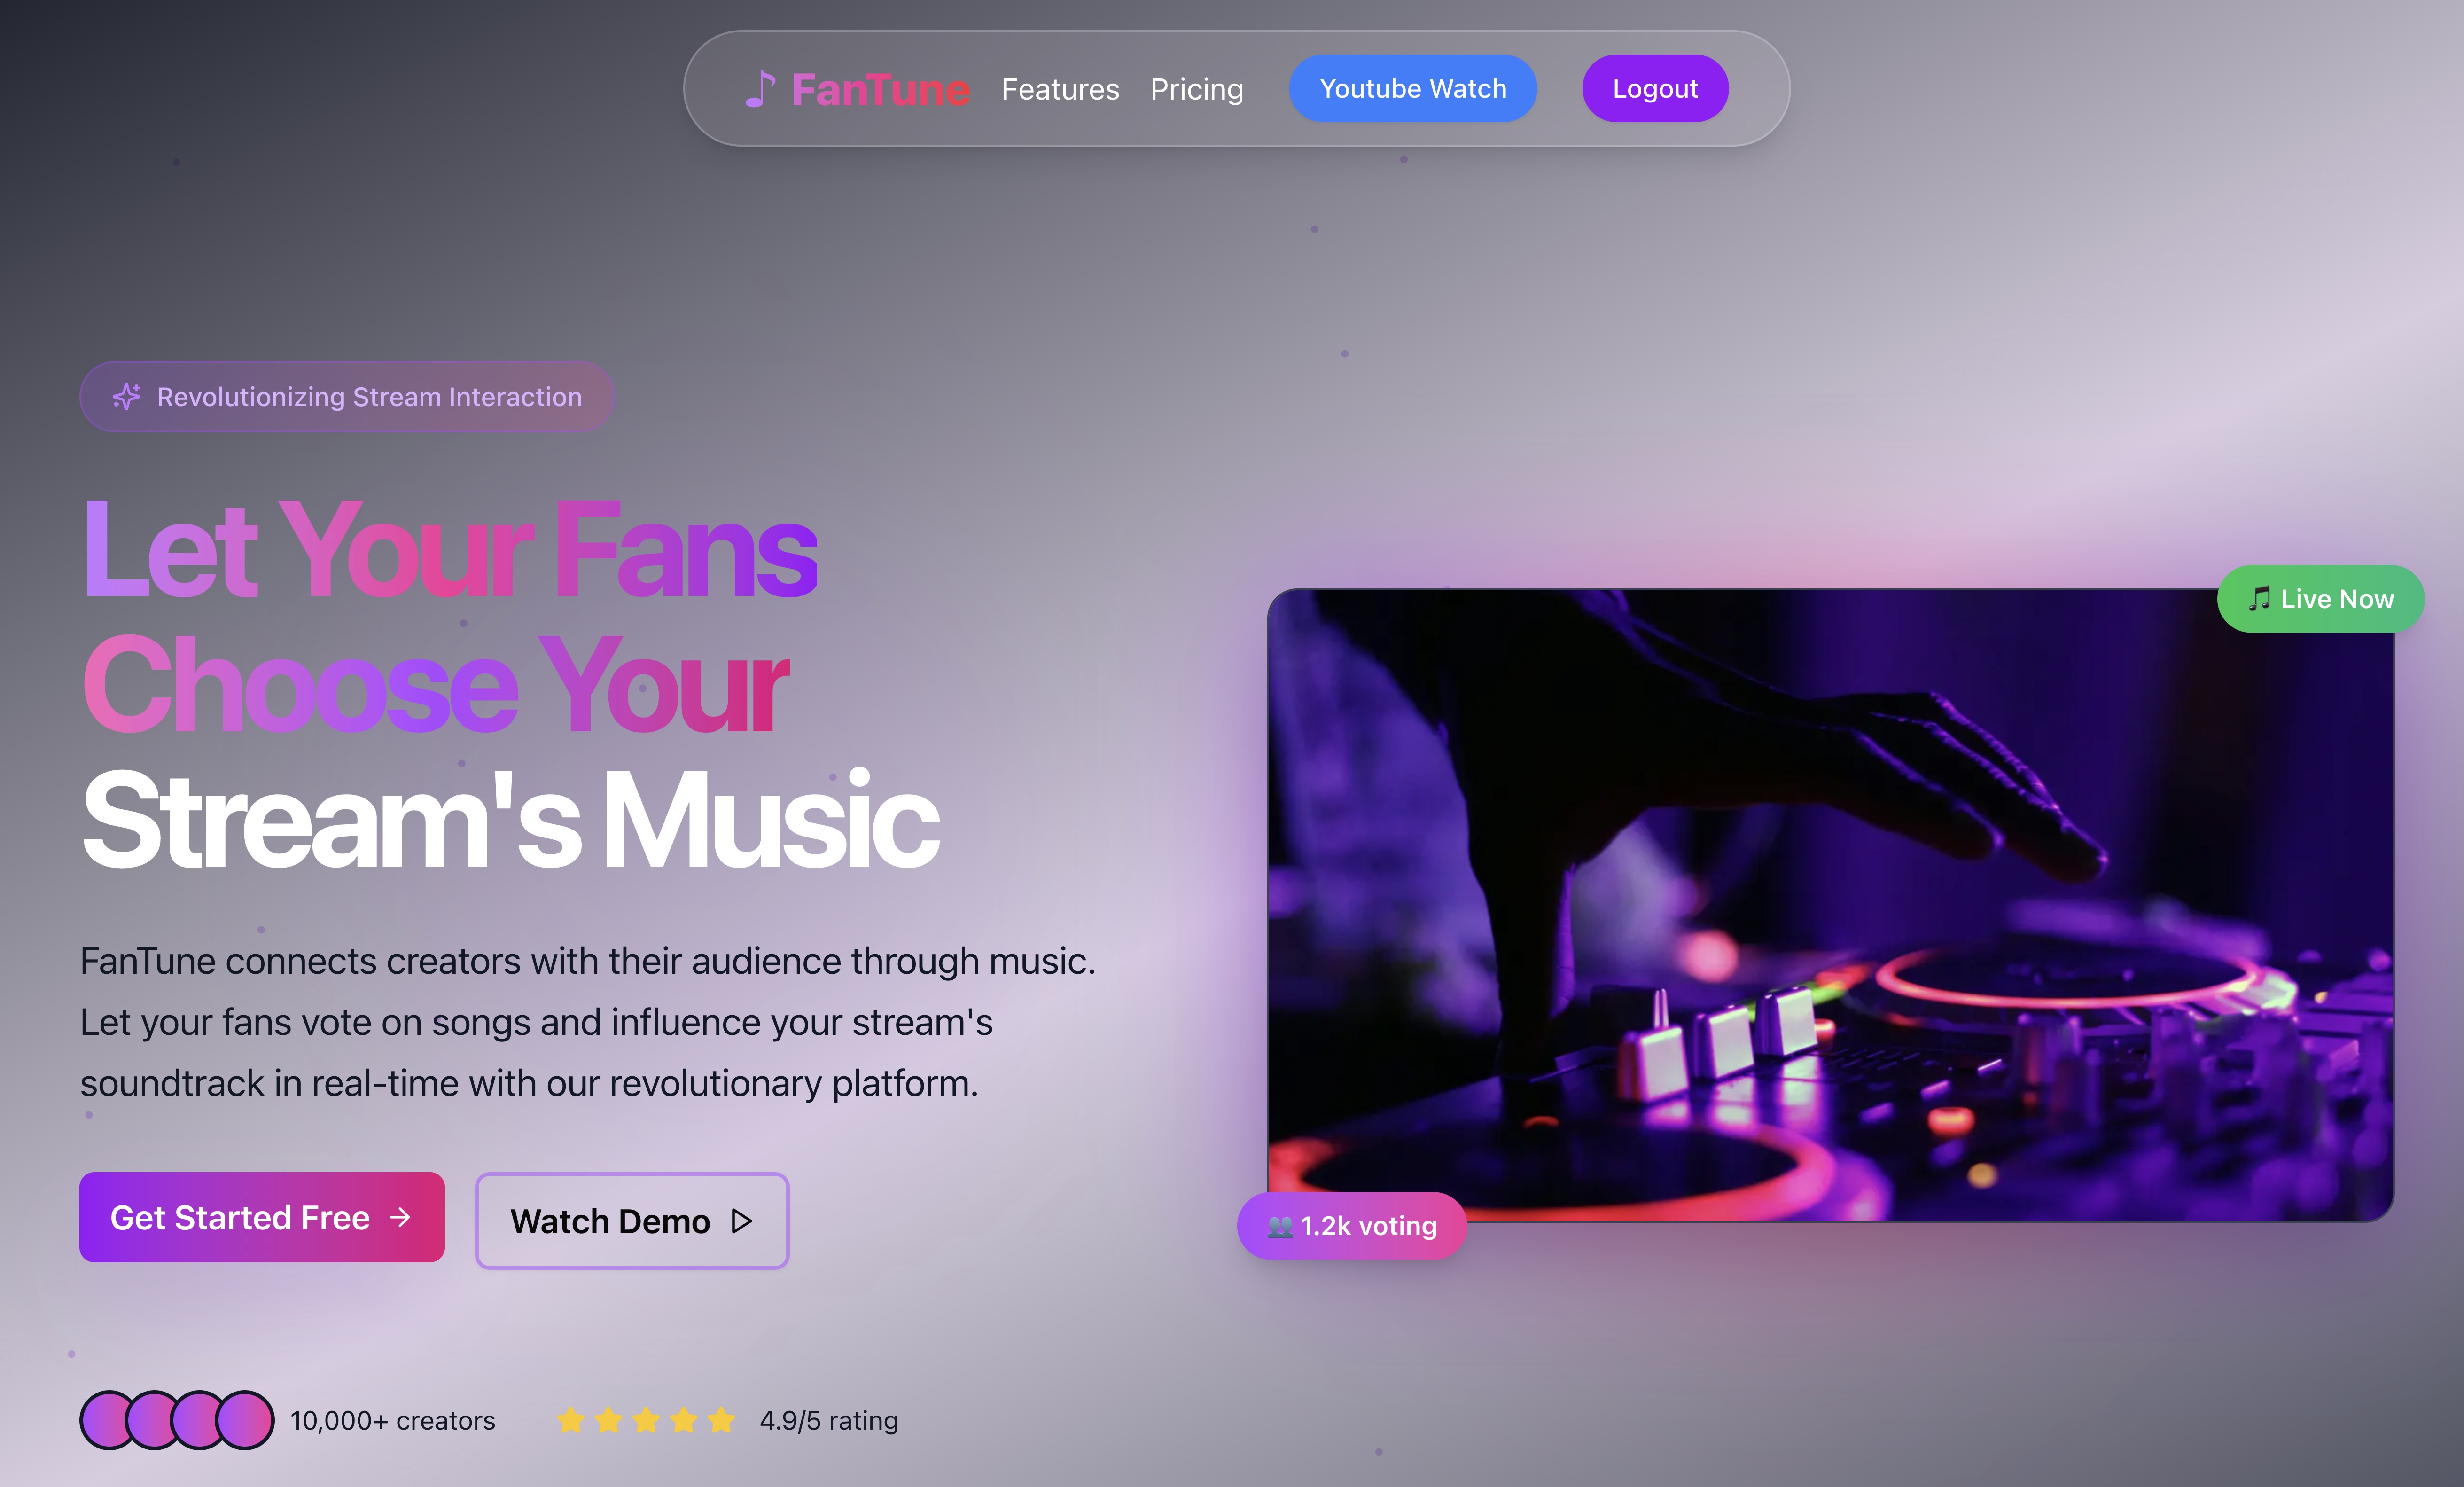 FanTune
Features
Pricing
Youtube Watch
Logout
Revolutionizing Stream Interaction
Let Your Fans
Choose Your
Stream's Music
FanTune connects creators with their audience through music.
Let your fans vote on songs and influence your stream's
soundtrack in real-time with our revolutionary platform.
Get Started Free →
Watch Demo
10,000+ creators
4.9/5 rating
🎵 Live Now
👥 1.2k voting